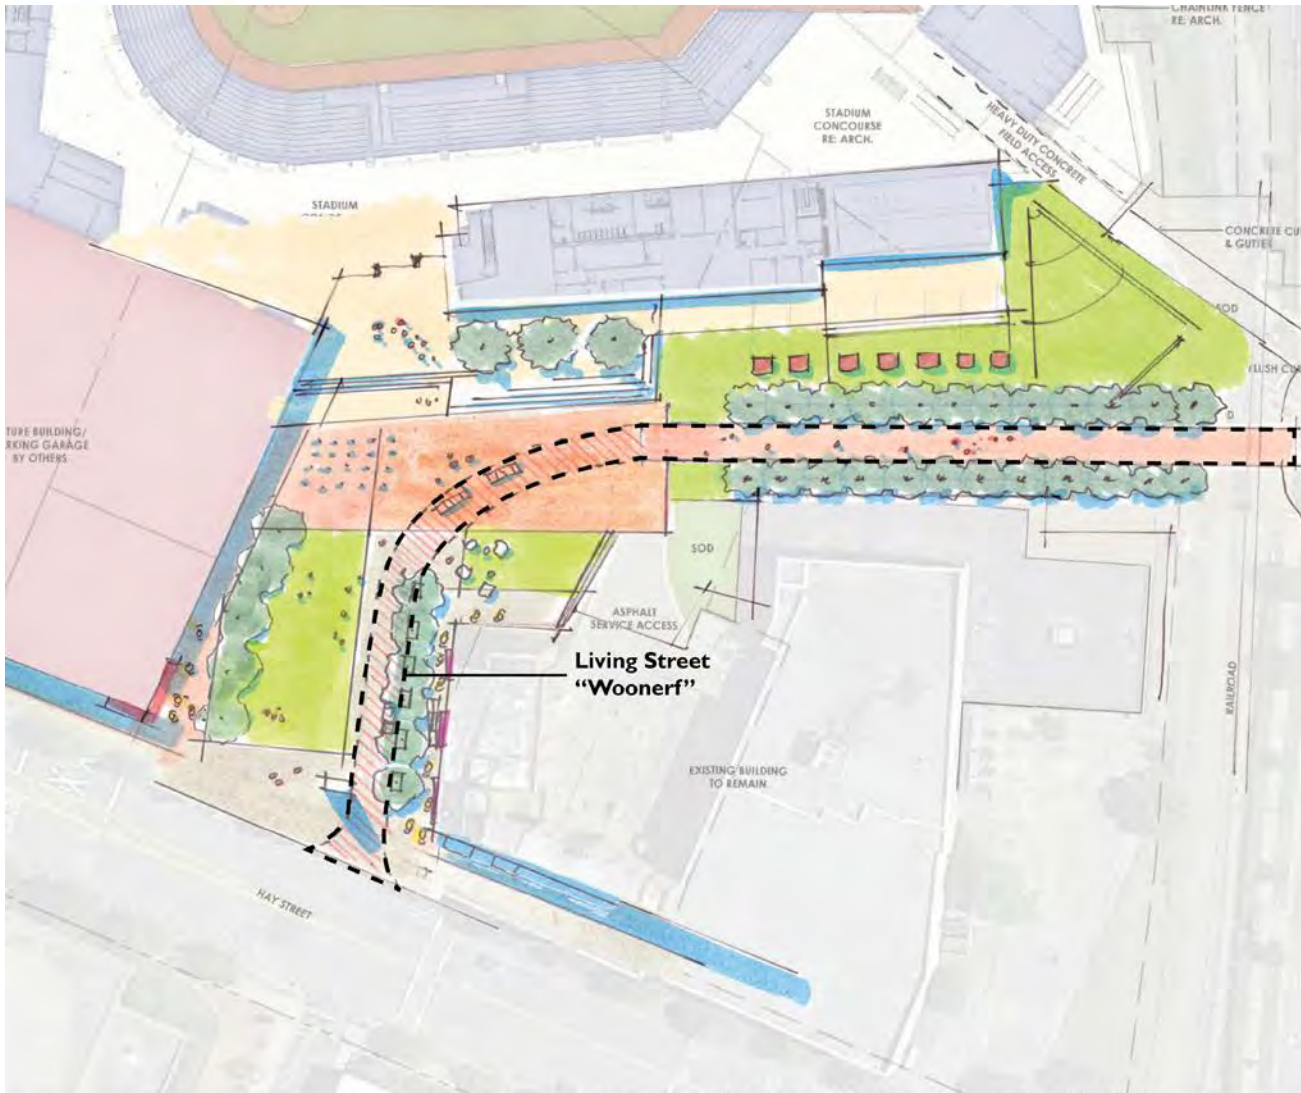 CHAINLINK FENCE
RE: ARCH.
STADIUM
CONCOURSE
RE: ARCH.
HEAVY DUTY CONCRETE
FIELD ACCESS
STADIUM
CONCRETE CU
& GUTTER
SOD
FLUSH CU
TURE BUILDING/
RKING GARAGE
BY OTHERS
SOD
ASPHALT
SERVICE ACCESS
Living Street
“Woonerf”
RAILROAD
EXISTING BUILDING
TO REMAIN
HAY STREET